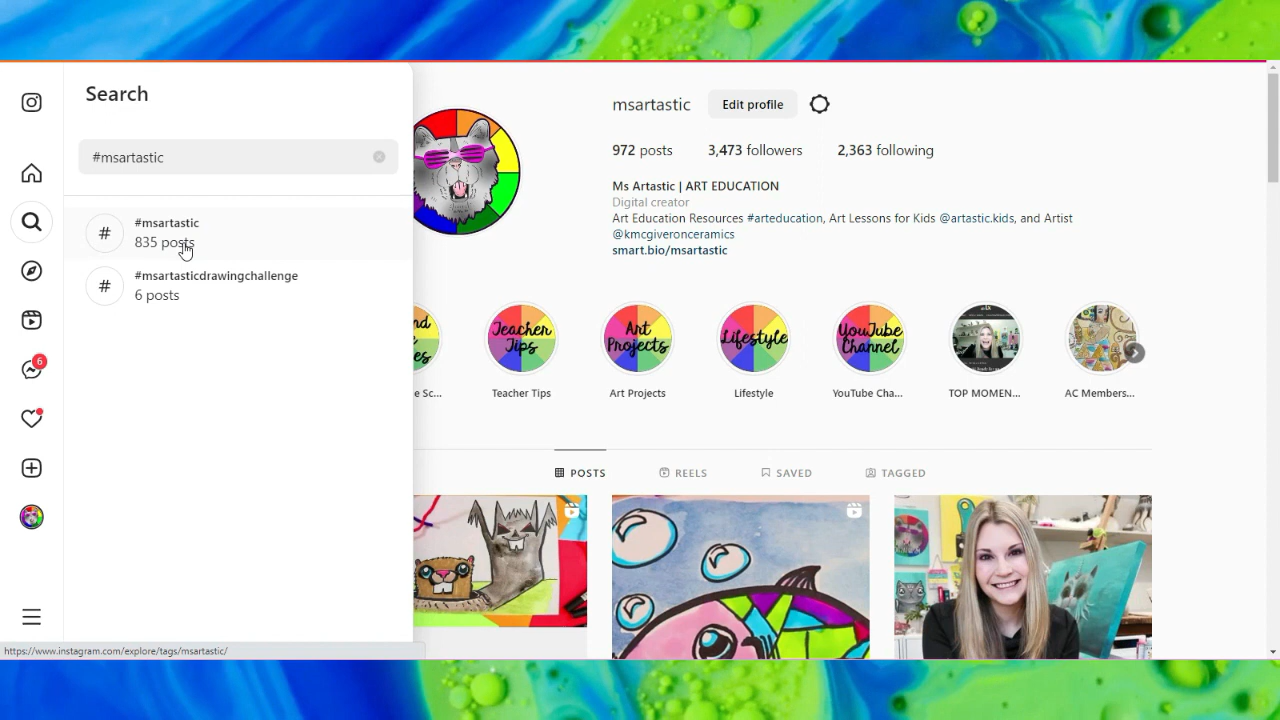 Search
#msartastic
#msartastic
835 posts
#msartasticdrawingchallenge
6 posts
6
msartastic Edit profile
972 posts 3,473 followers 2,363 following
Ms Artastic | ART EDUCATION
Digital creator
Art Education Resources #arteducation, Art Lessons for Kids @artastic.kids, and Artist
@kmcgiveronceramics
smart.bio/msartastic
Teacher
Tips
Art
Projects
Lifestyle
YouTube
Channel
e Sc... Teacher Tips Art Projects Lifestyle YouTube Cha... TOP MOMEN... AC Members...
POSTS REELS SAVED TAGGED
https://www.instagram.com/explore/tags/msartastic/